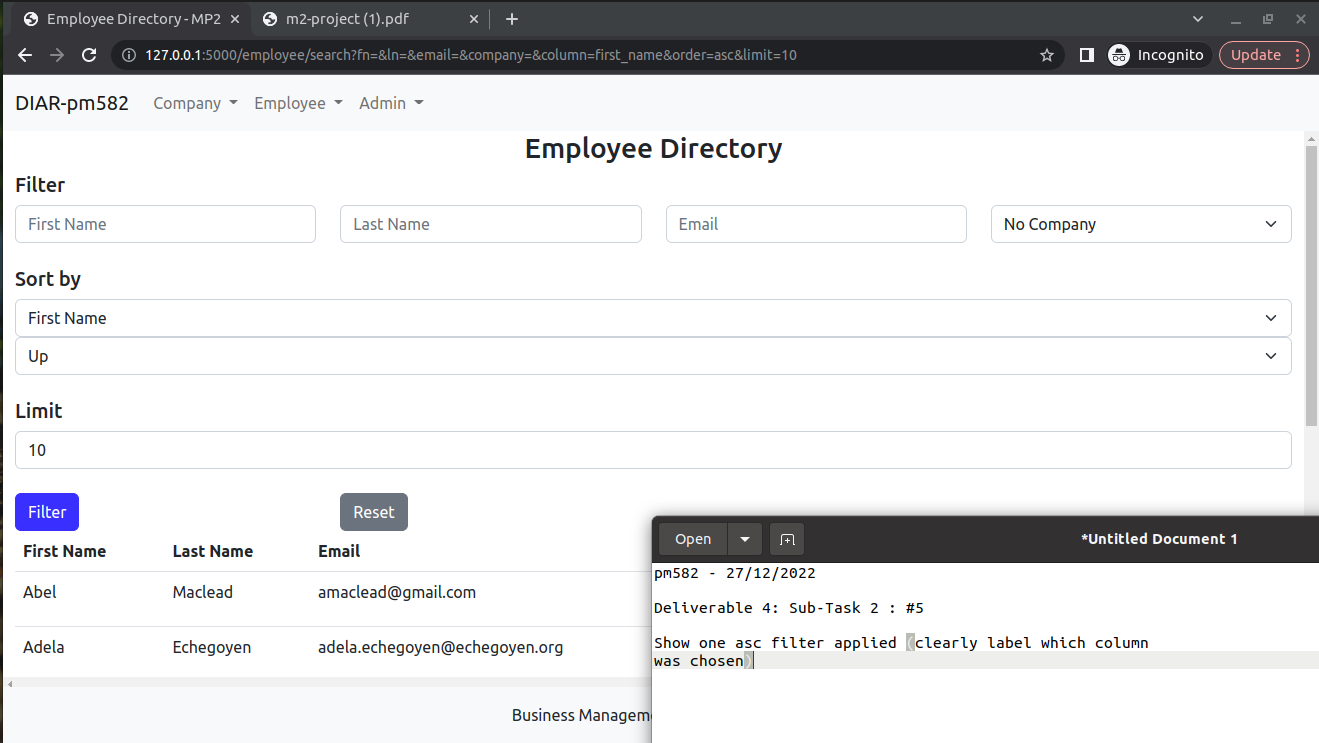 Employee Directory - MP2
m2-project (1).pdf
127.0.0.1:5000/employee/search?fn=&ln=&email=&company=&column=first_name&order=asc&limit=10
Incognito
Update
DIAR-pm582 Company Employee Admin
Employee Directory
Filter
First Name Last Name Email No Company
Sort by
First Name
Up
Limit
10
Filter Reset
First Name Last Name Email
Abel Maclead amaclead@gmail.com
Adela Echegoyen adela.echegoyen@echegoyen.org
Business
Open *Untitled Document 1
pm582 - 27/12/2022
Deliverable 4: Sub-Task 2 : #5
Show one asc filter applied (clearly label which column
was chosen)